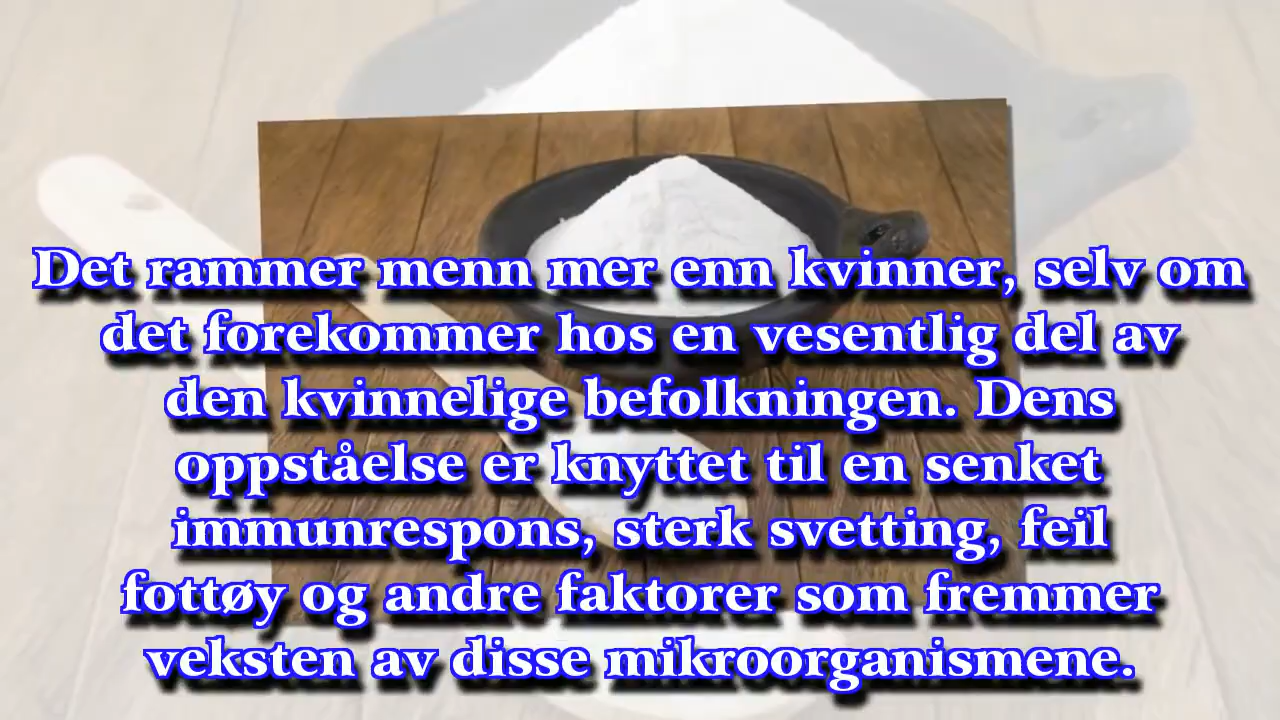 Det rammer menn mer enn kvinner, selv om
det forekommer hos en vesentlig del av
den kvinnelige befolkningen. Dens
oppståelse er knyttet til en senket
immunrespons, sterk svetting, feil
fottøy og andre faktorer som fremmer
veksten av disse mikroorganismene.